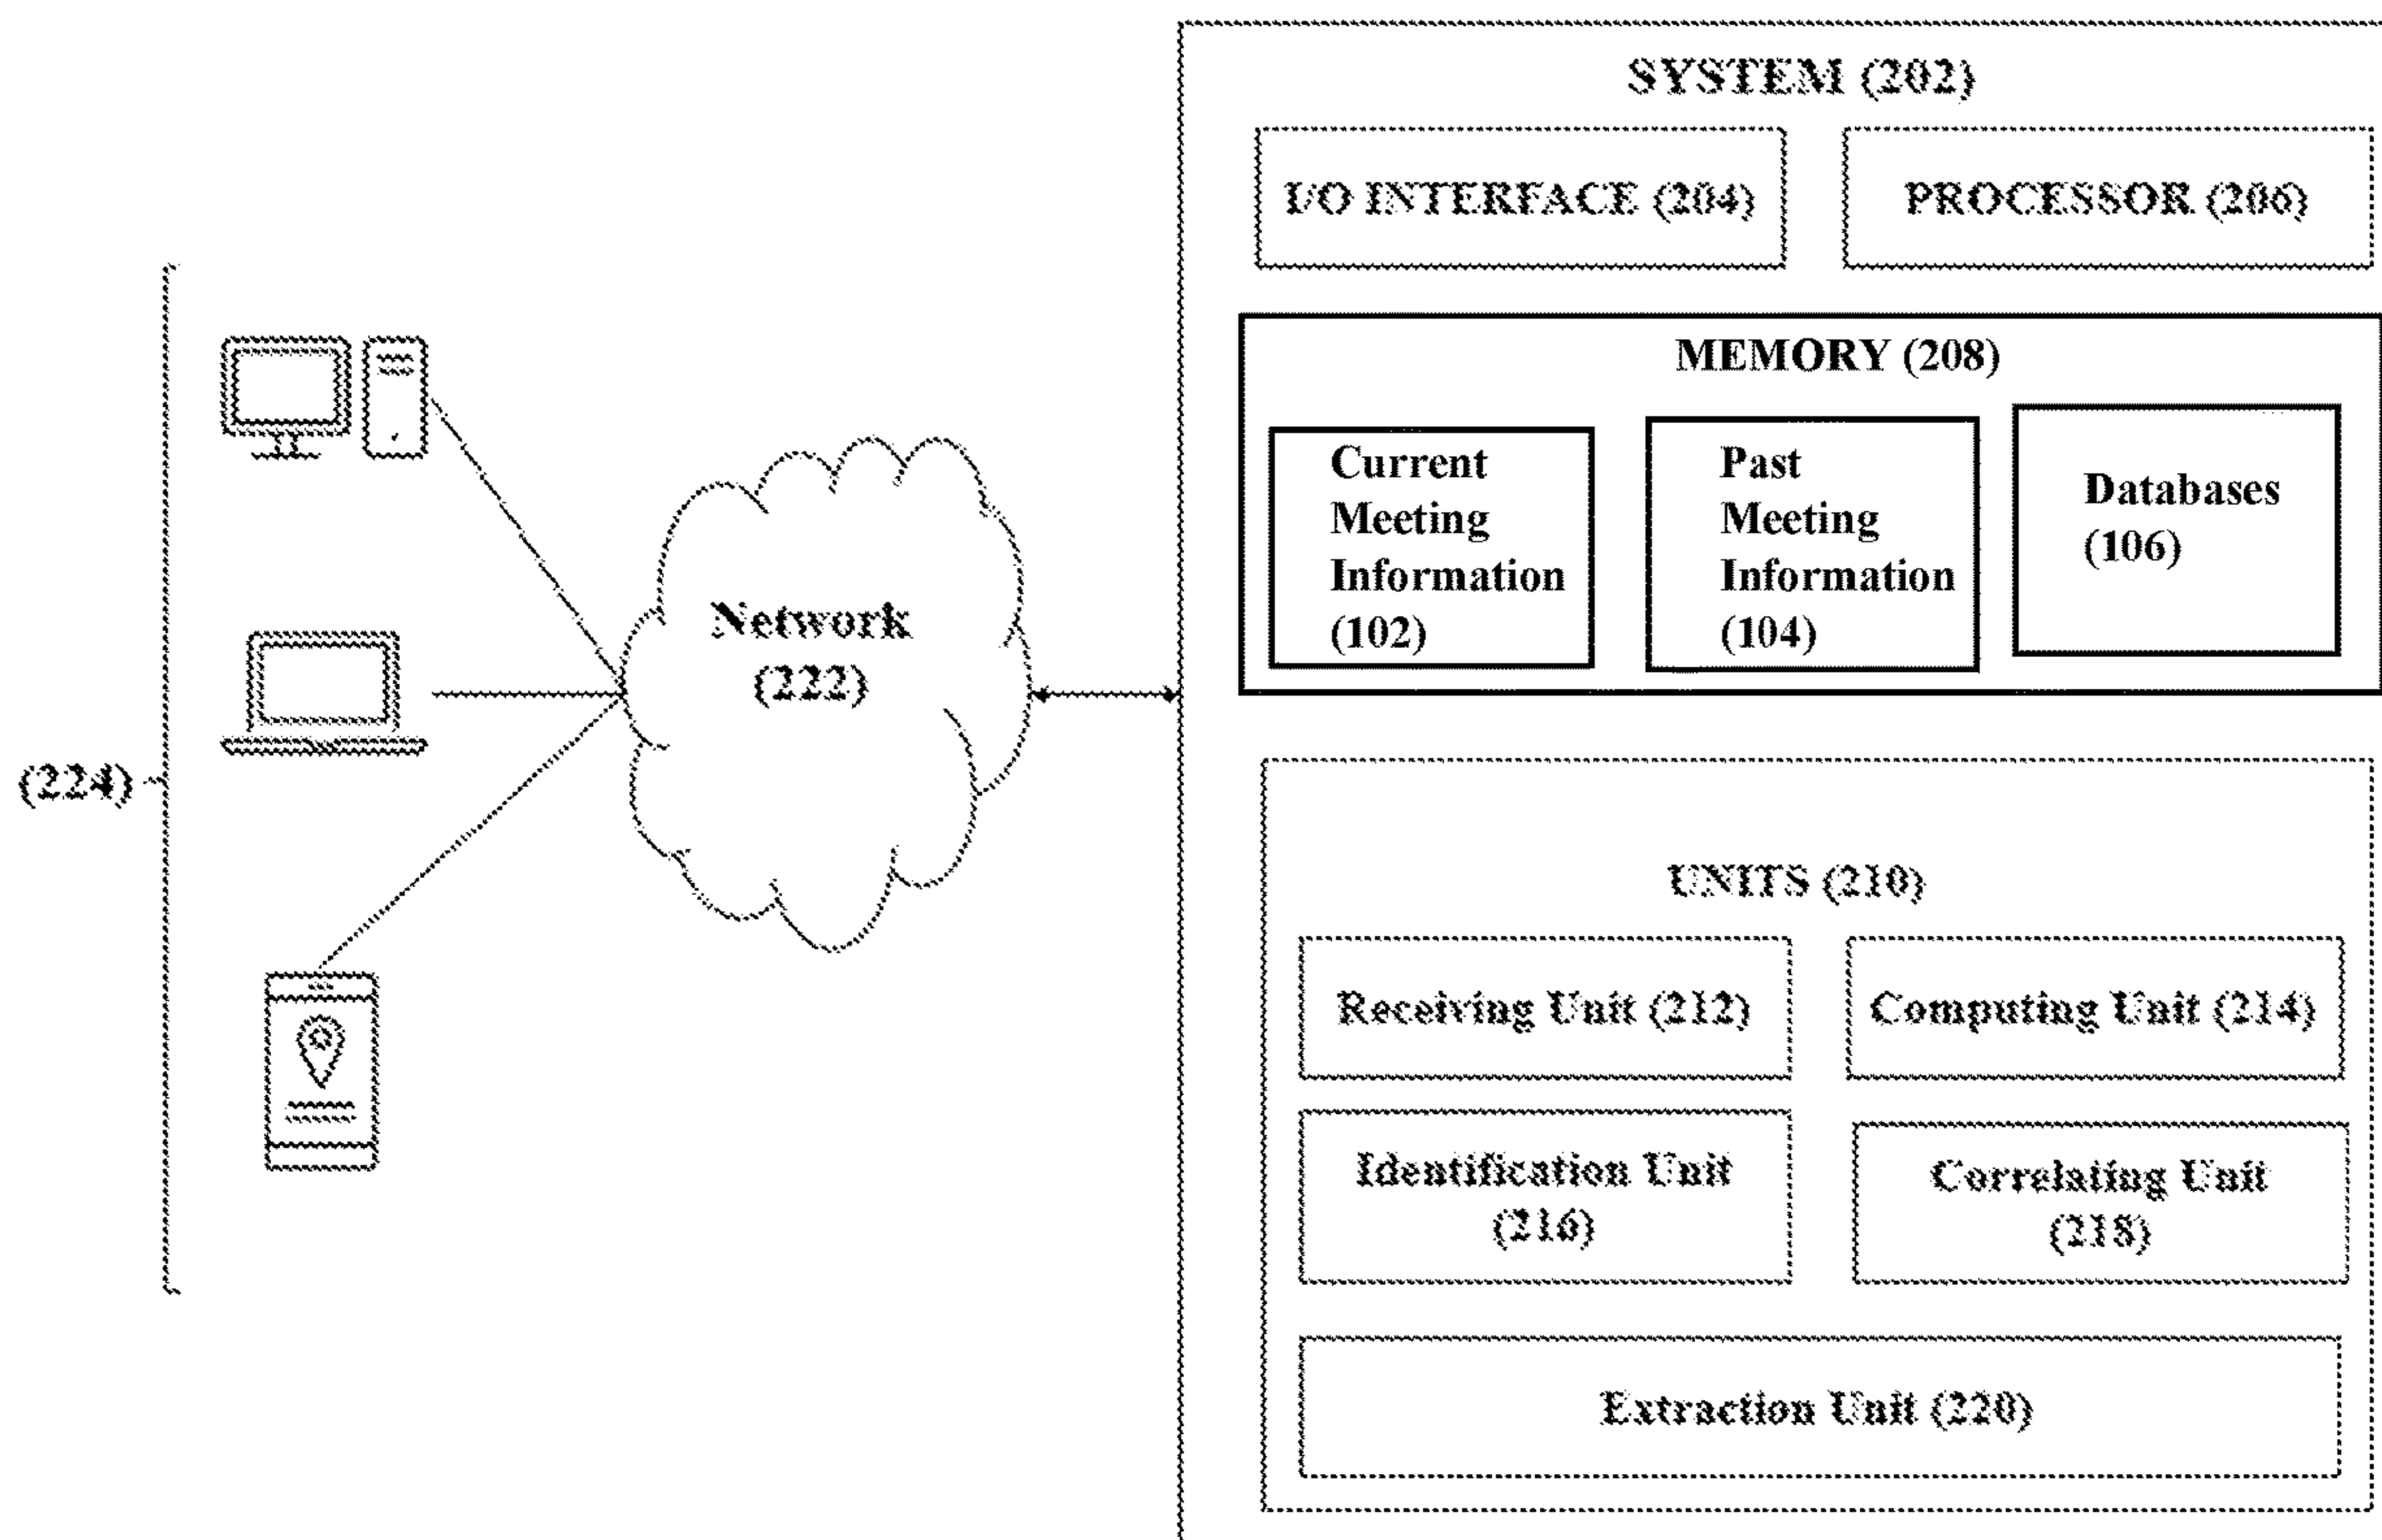 SYSTEM (202)
I/O INTERFACE (204)
PROCESSOR (206)
MEMORY (208)
Current
Meeting
Information
(102)
Past
Meeting
Information
(104)
Databases
(106)
Network
(222)
(224)
UNITS (210)
Receiving Unit (212)
Computing Unit (214)
Identification Unit
(216)
Correlating Unit
(218)
Extraction Unit (220)